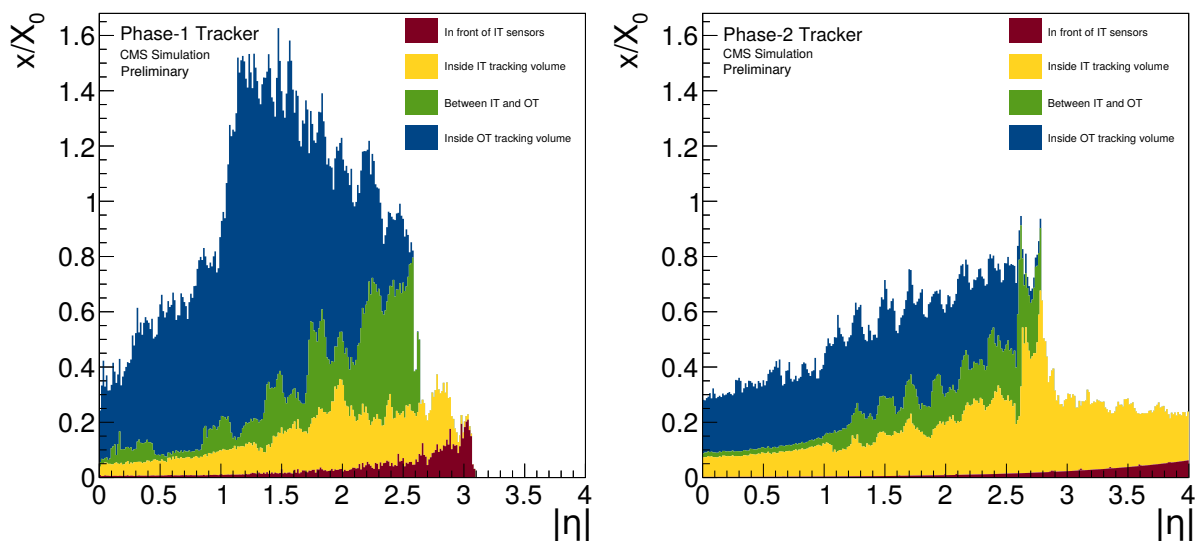 Phase-1 Tracker
CMS Simulation
Preliminary
In front of IT sensors
Inside IT tracking volume
Between IT and OT
Inside OT tracking volume
x/X0
1.6
1.4
1.2
1
0.8
0.6
0.4
0.2
0
0 0.5 1 1.5 2 2.5 3 3.5 4
|η|
Phase-2 Tracker
CMS Simulation
Preliminary
In front of IT sensors
Inside IT tracking volume
Between IT and OT
Inside OT tracking volume
x/X0
1.6
1.4
1.2
1
0.8
0.6
0.4
0.2
0
0 0.5 1 1.5 2 2.5 3 3.5 4
|η|